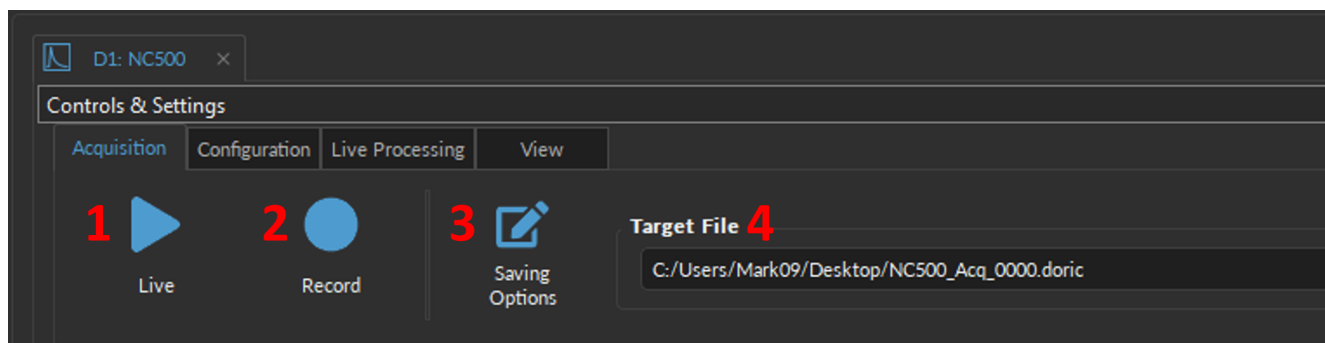 D1: NC500 ×
Controls & Settings
Acquisition Configuration Live Processing View
1 2 3 Target File 4
C:/Users/Mark09/Desktop/NC500_Acq_0000.doric
Live Record Saving
Options